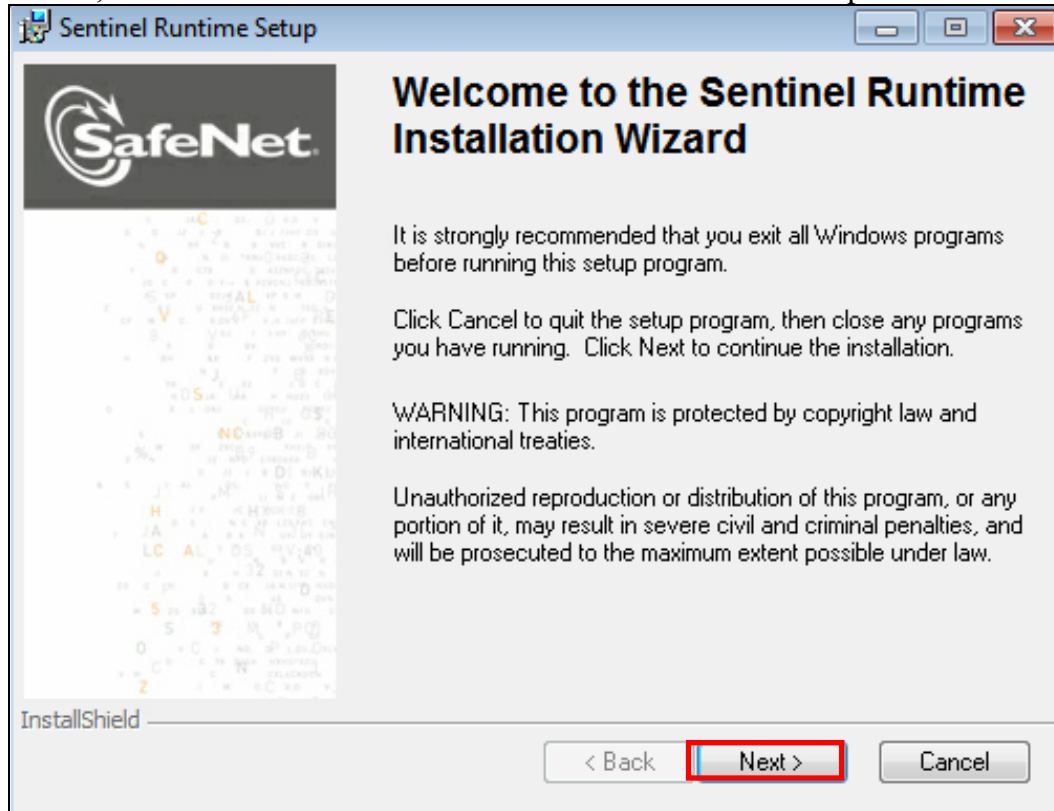 Sentinel Runtime Setup
SafeNet.
Welcome to the Sentinel Runtime
Installation Wizard
It is strongly recommended that you exit all Windows programs
before running this setup program.
Click Cancel to quit the setup program, then close any programs
you have running. Click Next to continue the installation.
WARNING: This program is protected by copyright law and
international treaties.
Unauthorized reproduction or distribution of this program, or any
portion of it, may result in severe civil and criminal penalties, and
will be prosecuted to the maximum extent possible under law.
InstallShield
< Back Next > Cancel